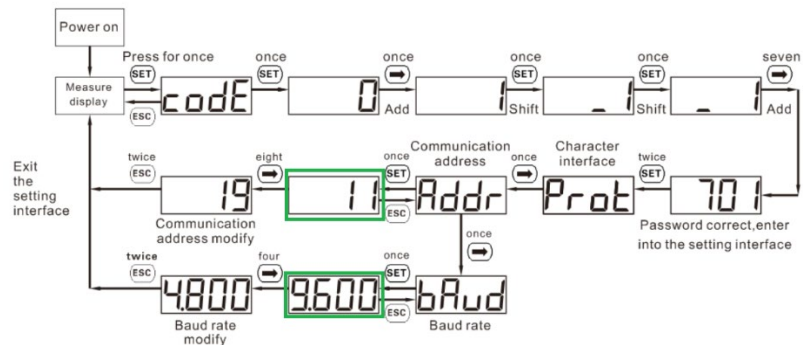 Power on
Press for once
once
once
once
once
seven
SET
SET
➡
SET
SET
➡
Measure
display
codE
0
1
_1
_ 1
ESC
Add
Shift
Shift
Add
Communication
address
Character
interface
twice
eight
once
once
twice
ESC
➡
SET
➡
SET
Exit
the
setting
interface
19
11
Addr
Prot
701
ESC
Communication
address modify
Password correct,enter
into the setting interface
once
➡
twice
four
once
ESC
➡
SET
4.800
9.600
bAud
ESC
Baud rate
modify
Baud rate